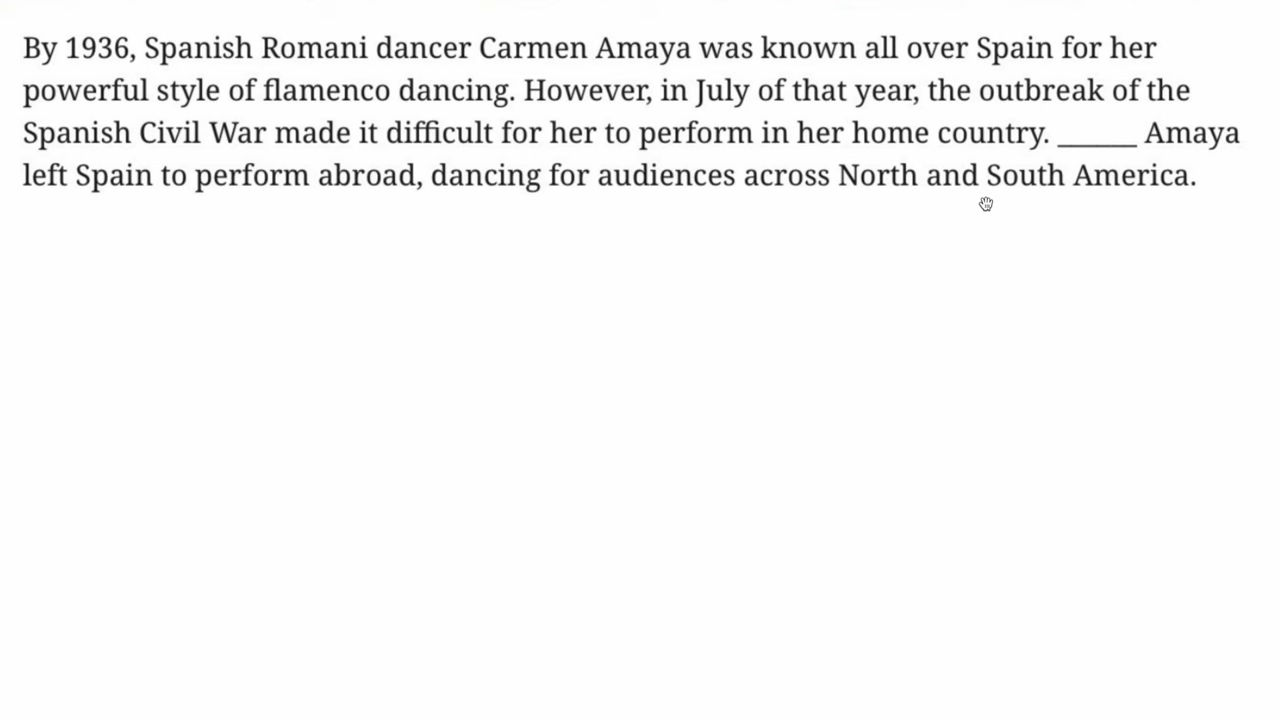 By 1936, Spanish Romani dancer Carmen Amaya was known all over Spain for her
powerful style of flamenco dancing. However, in July of that year, the outbreak of the
Spanish Civil War made it difficult for her to perform in her home country. ______ Amaya
left Spain to perform abroad, dancing for audiences across North and South America.